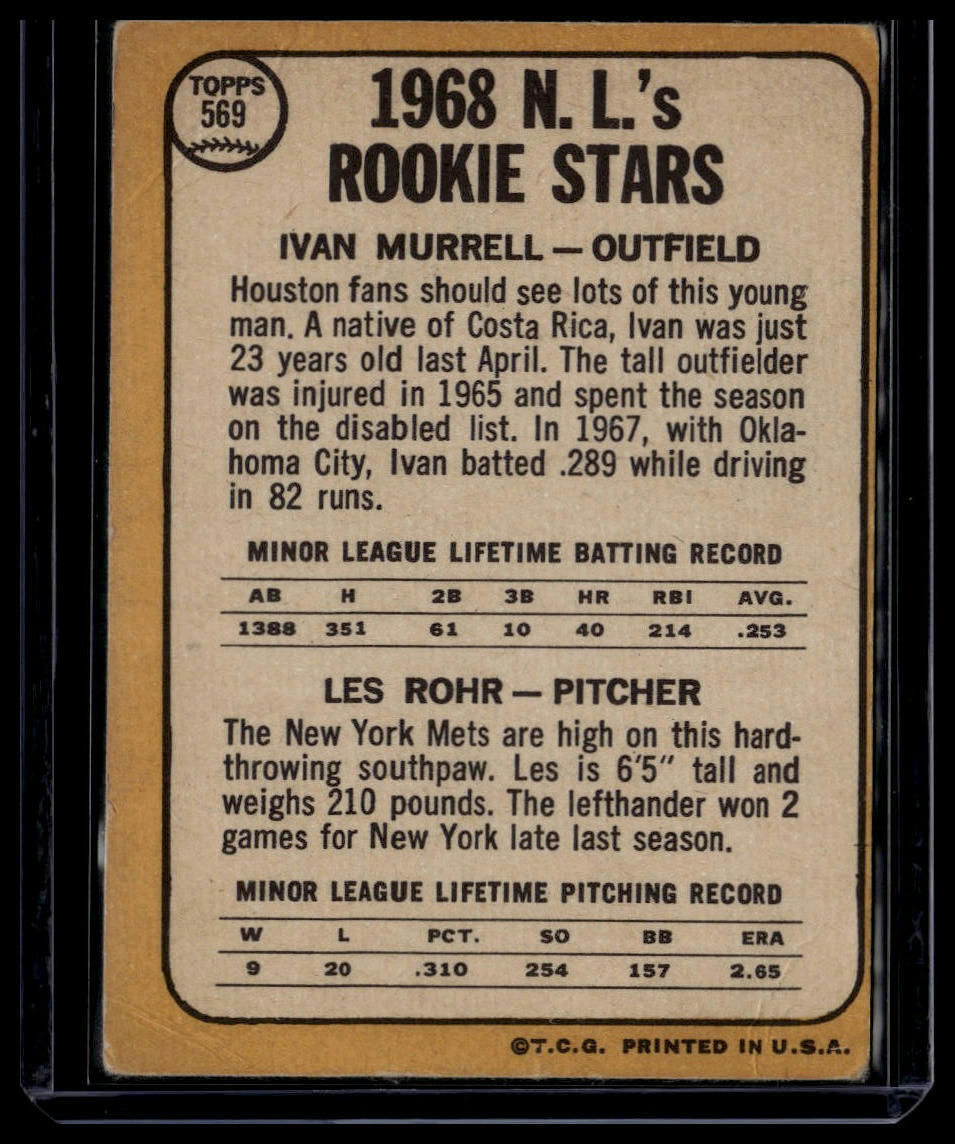 TOPPS
569
1968 N. L.'s
ROOKIE STARS
IVAN MURRELL — OUTFIELD
Houston fans should see lots of this young
man. A native of Costa Rica, Ivan was just
23 years old last April. The tall outfielder
was injured in 1965 and spent the season
on the disabled list. In 1967, with Okla-
homa City, Ivan batted .289 while driving
in 82 runs.
MINOR LEAGUE LIFETIME BATTING RECORD
AB H 2B 3B HR RBI AVG.
1388 351 61 10 40 214 .253
LES ROHR — PITCHER
The New York Mets are high on this hard-
throwing southpaw. Les is 6'5" tall and
weighs 210 pounds. The lefthander won 2
games for New York late last season.
MINOR LEAGUE LIFETIME PITCHING RECORD
W L PCT. SO BB ERA
9 20 .310 254 157 2.65
©T.C.G. PRINTED IN U.S.A.